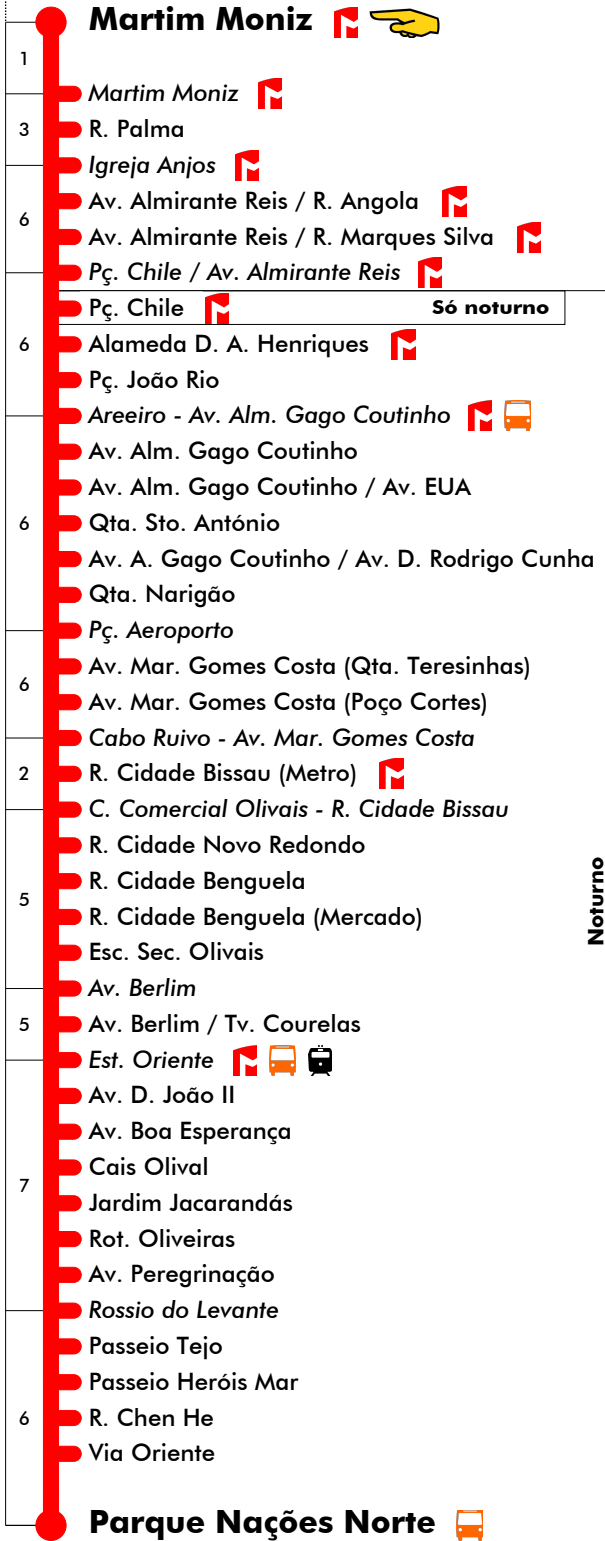 Martim Moniz
1
Martim Moniz
3
R. Palma
Igreja Anjos
6
Av. Almirante Reis / R. Angola
Av. Almirante Reis / R. Marques Silva
Pç. Chile / Av. Almirante Reis
Pç. Chile Só noturno
6
Alameda D. A. Henriques
Pç. João Rio
Areeiro - Av. Alm. Gago Coutinho
Av. Alm. Gago Coutinho
Av. Alm. Gago Coutinho / Av. EUA
6
Qta. Sto. António
Av. A. Gago Coutinho / Av. D. Rodrigo Cunha
Qta. Narigão
Pç. Aeroporto
Av. Mar. Gomes Costa (Qta. Teresinhas)
6
Av. Mar. Gomes Costa (Poço Cortes)
Cabo Ruivo - Av. Mar. Gomes Costa
2
R. Cidade Bissau (Metro)
C. Comercial Olivais - R. Cidade Bissau
R. Cidade Novo Redondo
R. Cidade Benguela
5
R. Cidade Benguela (Mercado)
Noturno
Esc. Sec. Olivais
Av. Berlim
5
Av. Berlim / Tv. Courelas
Est. Oriente
Av. D. João II
Av. Boa Esperança
Cais Olival
7
Jardim Jacarandás
Rot. Oliveiras
Av. Peregrinação
Rossio do Levante
Passeio Tejo
Passeio Heróis Mar
6
R. Chen He
Via Oriente
Parque Nações Norte